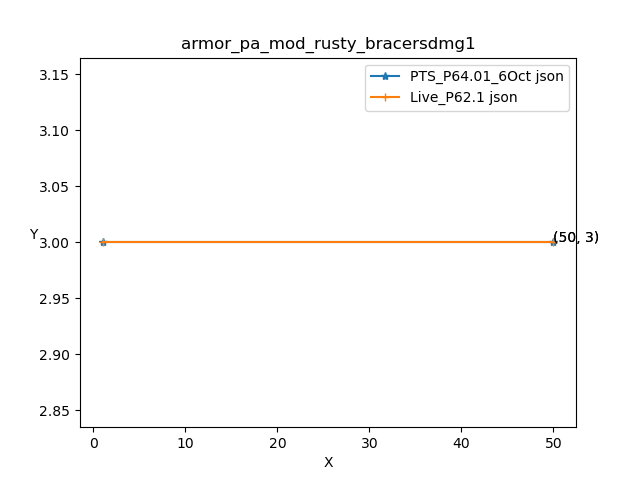 armor_pa_mod_rusty_bracersdmg1
PTS_P64.01_6Oct json
Live_P62.1 json
3.15
3.10
3.05
3.00
2.95
2.90
2.85
Y
(50, 3)
0 10 20 30 40 50
X